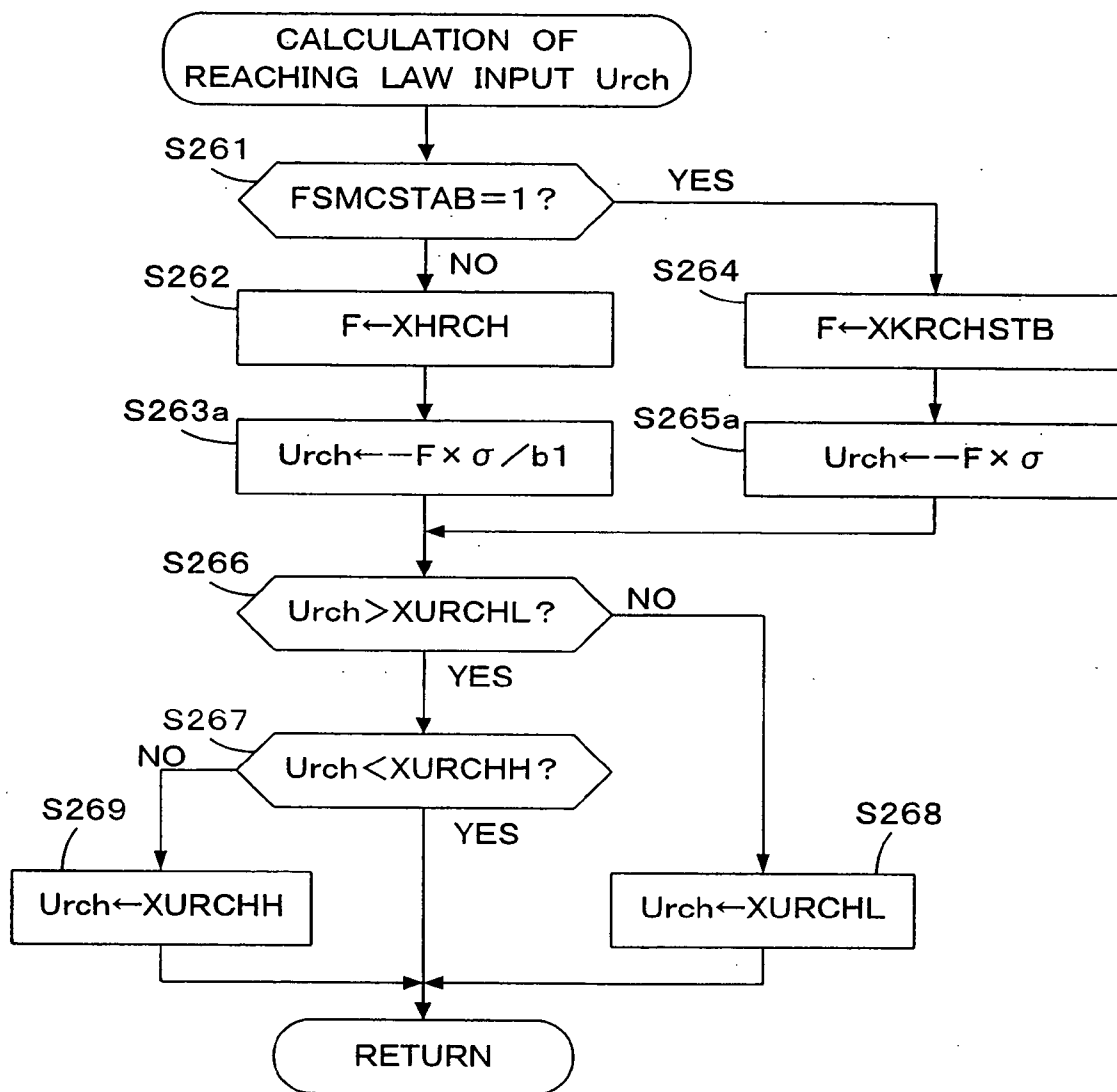 CALCULATION OF
REACHING LAW INPUT Urch
S261
FSMCSTAB=1?
YES
NO
S262
F←XHRCH
S264
F←XKRCHSTB
S263a
Urch←−F×σ/b1
S265a
Urch←−F×σ
S266
Urch>XURCHL?
NO
YES
S267
Urch<XURCHH?
NO
YES
S269
Urch←XURCHH
S268
Urch←XURCHL
RETURN